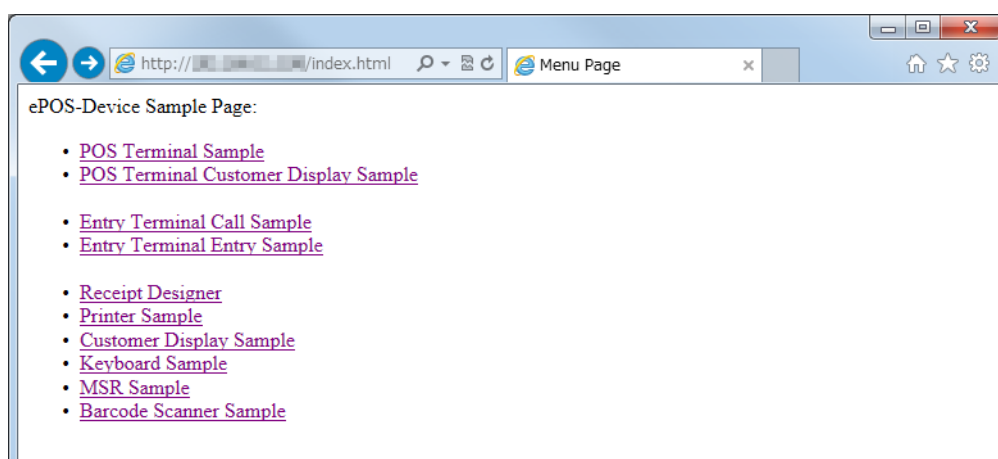 http:// /index.html
Menu Page
ePOS-Device Sample Page:
• POS Terminal Sample
• POS Terminal Customer Display Sample
• Entry Terminal Call Sample
• Entry Terminal Entry Sample
• Receipt Designer
• Printer Sample
• Customer Display Sample
• Keyboard Sample
• MSR Sample
• Barcode Scanner Sample